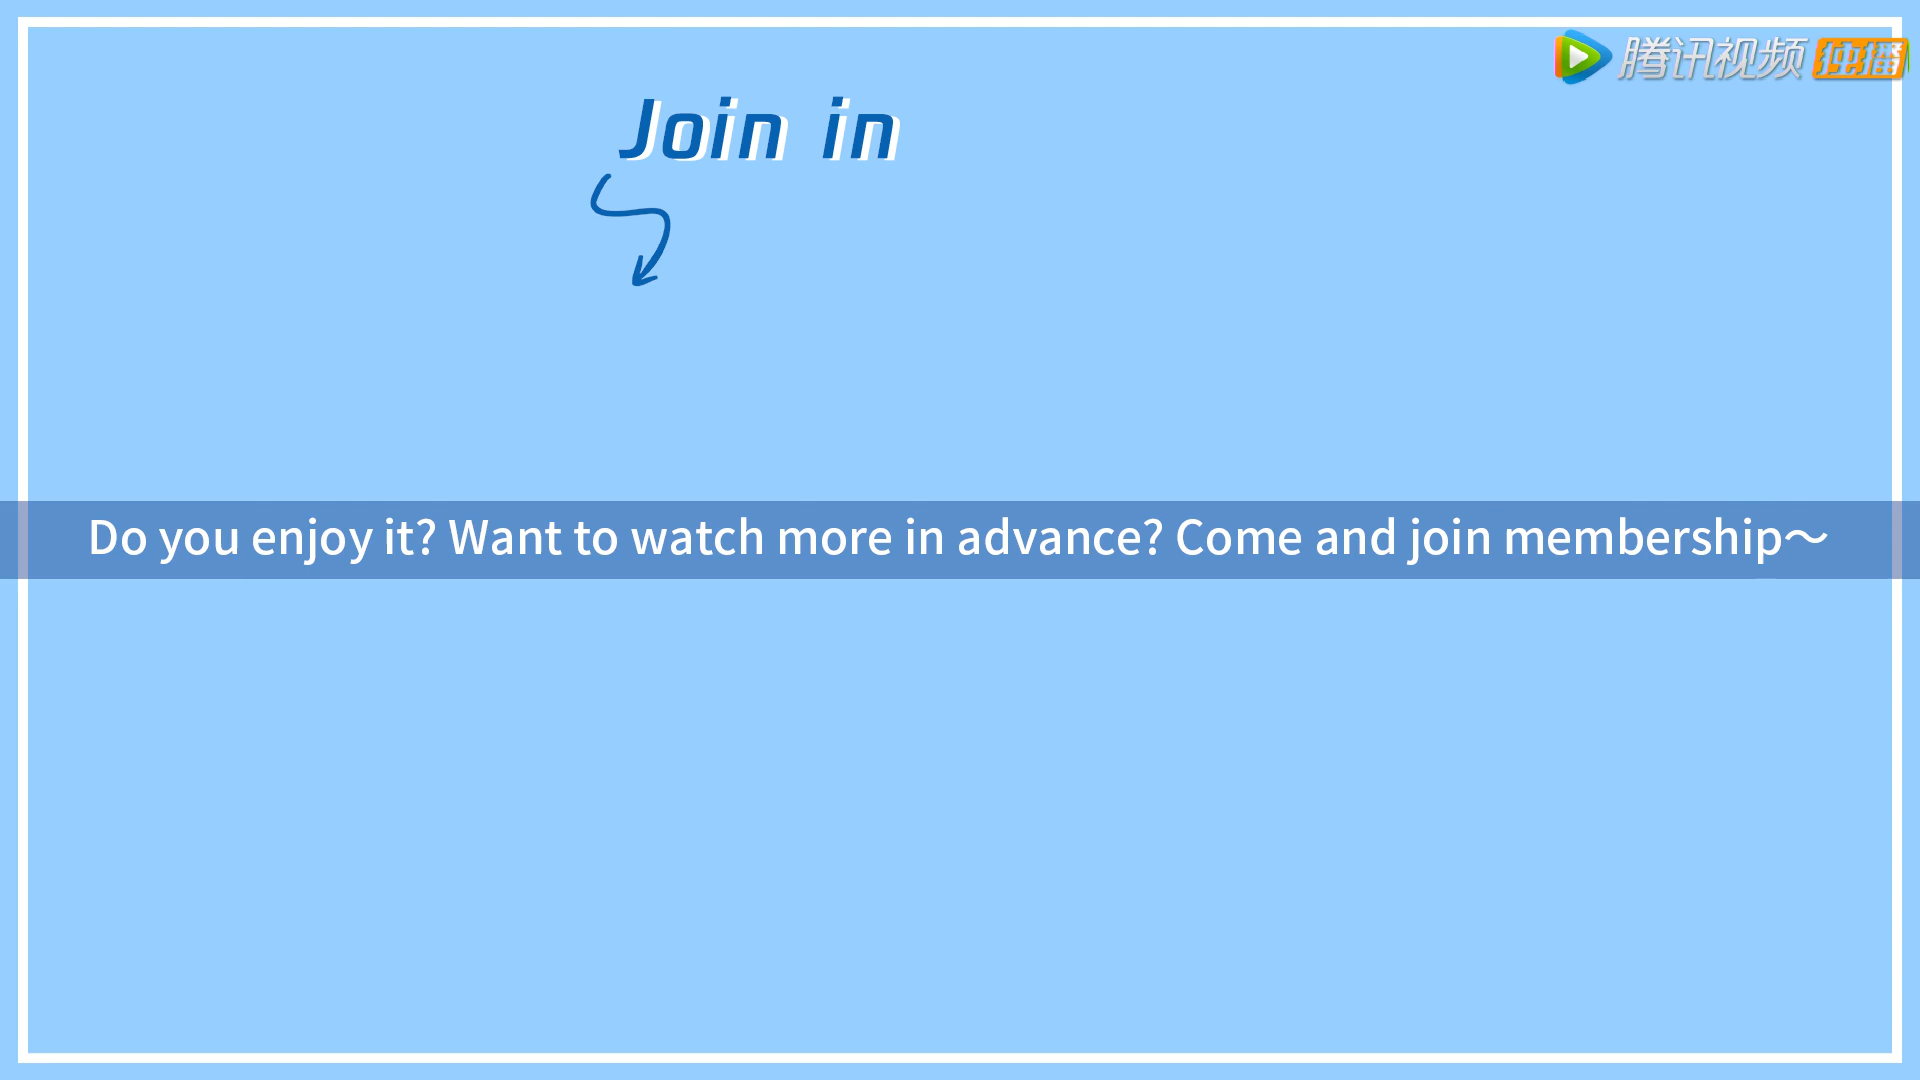 腾讯视频 独播
Join in
Do you enjoy it? Want to watch more in advance? Come and join membership～